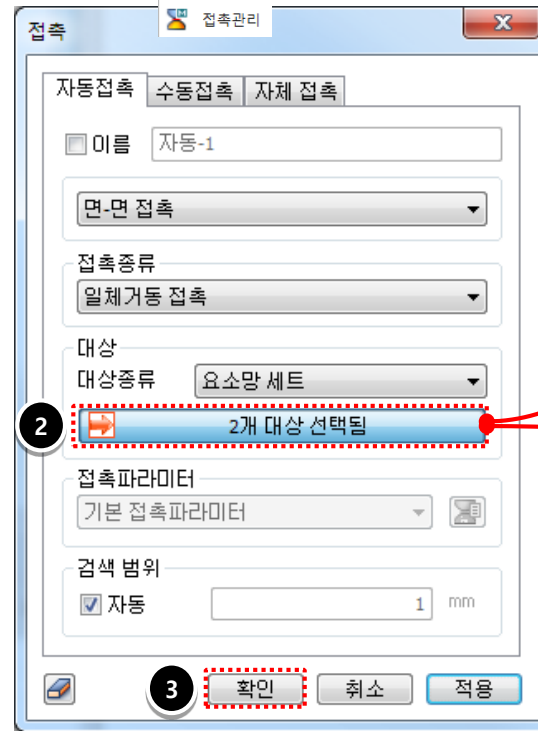 접촉관리
접촉
자동접촉 수동접촉 자체 접촉
이름 자동-1
면-면 접촉
접촉종류
일체거동 접촉
대상
대상종류 요소망 세트
2 2개 대상 선택됨
접촉파라미터
기본 접촉파라미터
검색 범위
자동 1 mm
3 확인 취소 적용